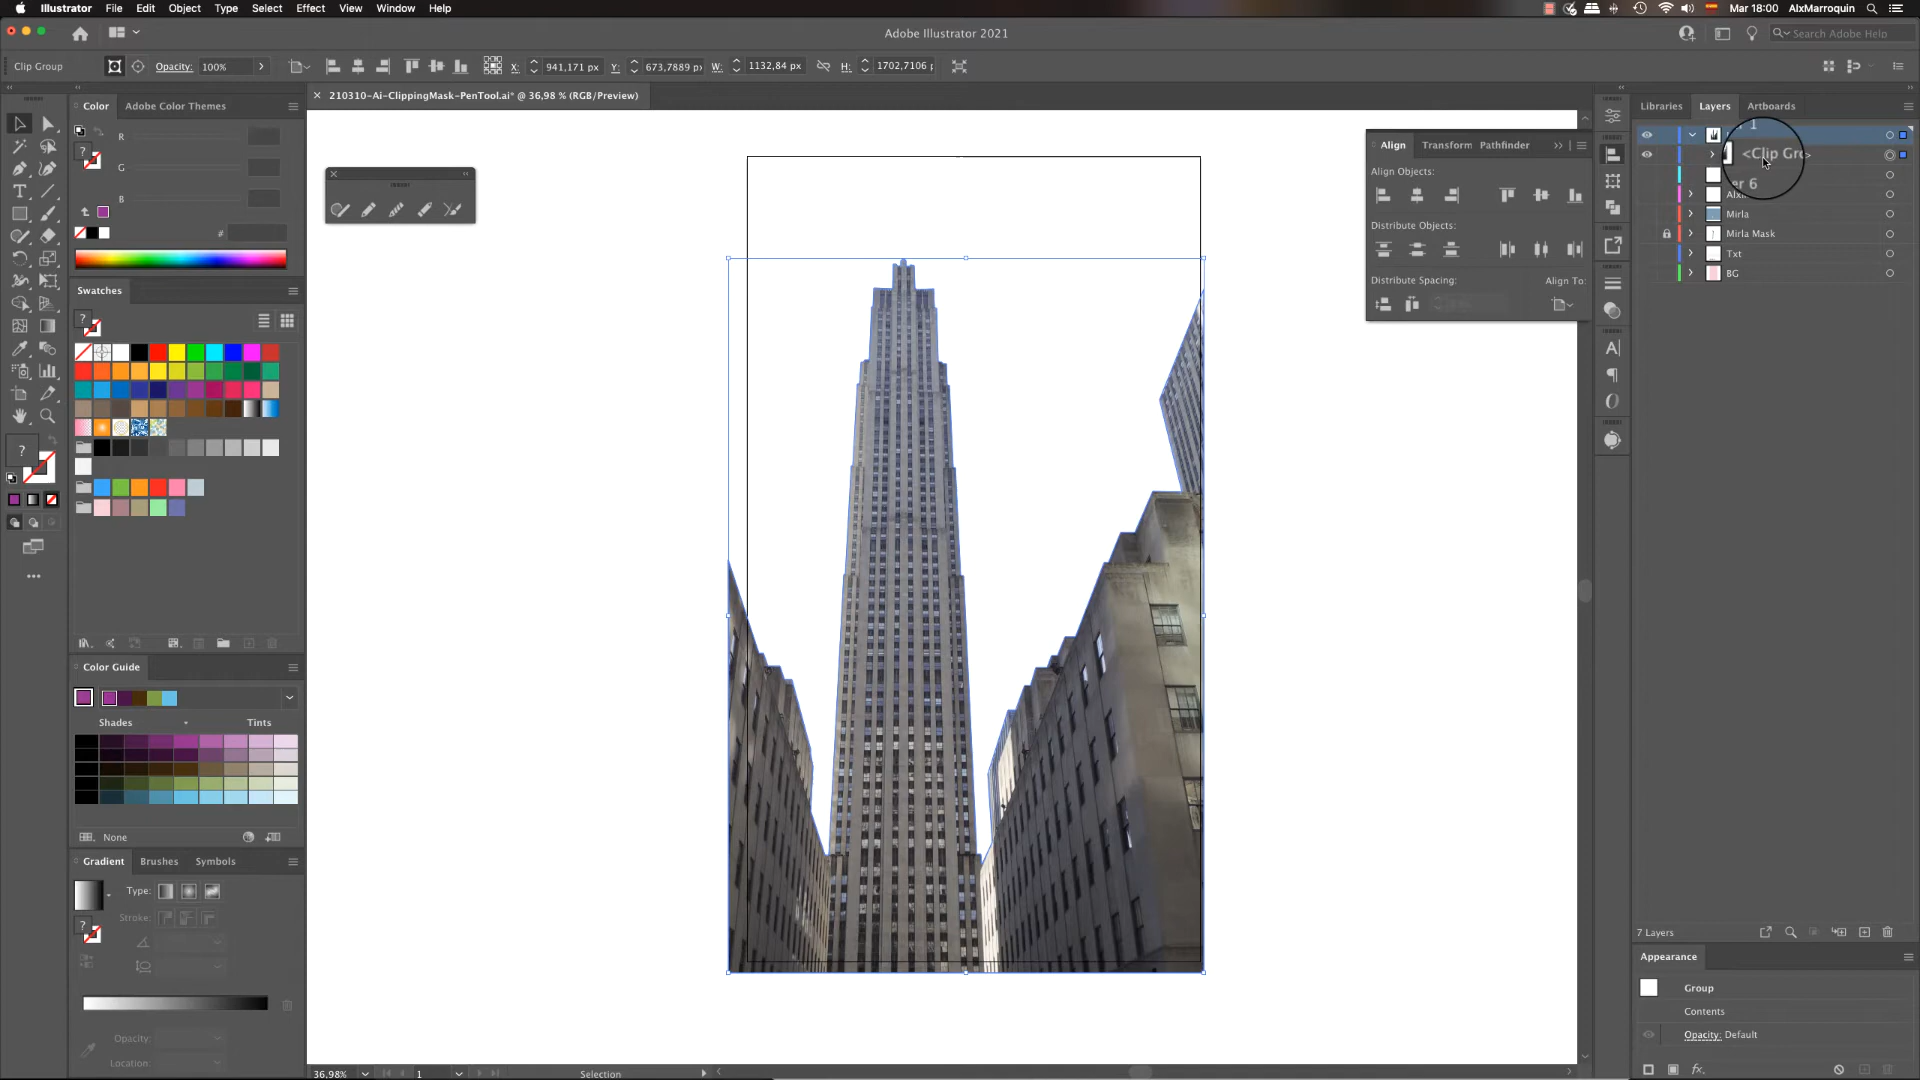 Illustrator File Edit Object Type Select Effect View Window Help
Mar 18:00 AlxMarroquin
Adobe Illustrator 2021
Search Adobe Help
Clip Group Opacity: 100% X: 941,171 px Y: 673,7889 px W: 1132,84 px H: 1702,7106
Color Adobe Color Themes
210310-Ai-ClippingMask-PenTool.ai* @ 36,98 % (RGB/Preview)
Libraries Layers Artboards
R
G
B
#
Align Transform Pathfinder
Align Objects:
Distribute Objects:
Distribute Spacing: Align To:
1
<Clip Gro>
er 6
Mirla
Mirla Mask
Txt
BG
Swatches
Color Guide
Shades Tints
None
Gradient Brushes Symbols
Type:
Stroke:
Opacity:
Location:
7 Layers
Appearance
Group
Contents
Opacity: Default
36,98% 1 Selection